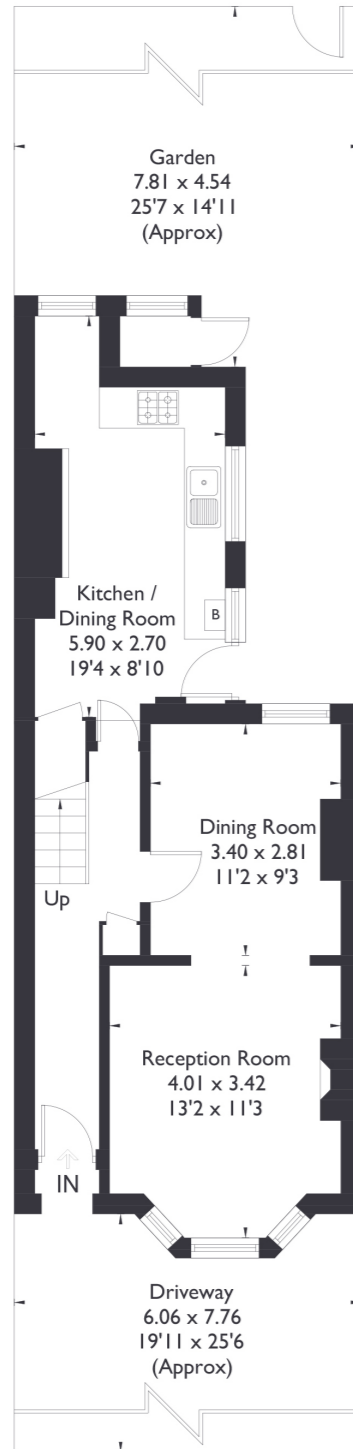 Garden
7.81 x 4.54
25'7 x 14'11
(Approx)
Kitchen /
Dining Room
5.90 x 2.70
19'4 x 8'10
B
Dining Room
3.40 x 2.81
11'2 x 9'3
Up
Reception Room
4.01 x 3.42
13'2 x 11'3
IN
Driveway
6.06 x 7.76
19'11 x 25'6
(Approx)